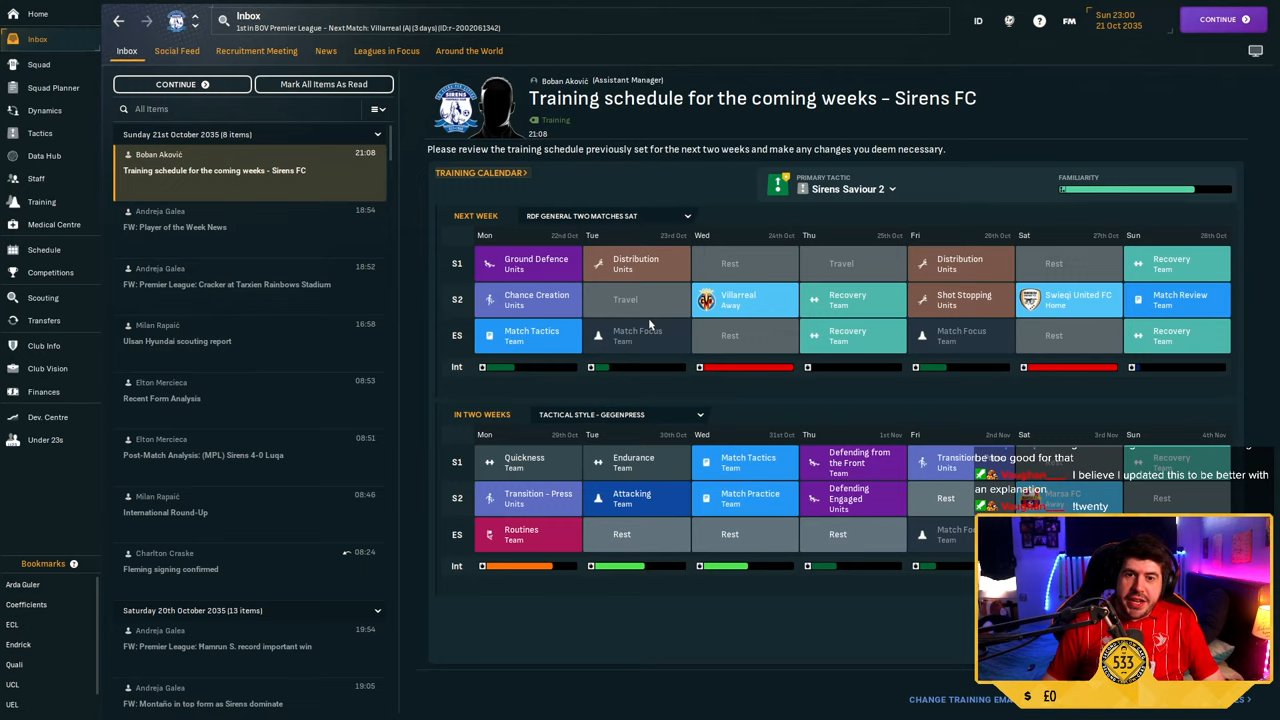 Home
Inbox
Squad
Squad Planner
Dynamics
Tactics
Data Hub
Staff
Training
Medical Centre
Schedule
Competitions
Scouting
Transfers
Club Info
Club Vision
Finances
Dev. Centre
Under 23s
Bookmarks
Arda Guler
Coefficients
ECL
Endrick
Quali
UCL
UEL
Inbox
1st in BOV Premier League - Next Match: Villarreal (A) (3 days) (ID:r-2002061342)
ID
FM
Sun 23:00
21 Oct 2035
CONTINUE
Inbox
Social Feed
Recruitment Meeting
News
Leagues in Focus
Around the World
CONTINUE
Mark All Items As Read
All Items
Sunday 21st October 2035 (8 items)
Boban Aković
21:08
Training schedule for the coming weeks - Sirens FC
Andreja Galea
18:54
FW: Player of the Week News
Andreja Galea
18:52
FW: Premier League: Cracker at Tarxien Rainbows Stadium
Milan Rapaić
16:58
Ulsan Hyundai scouting report
Elton Mercieca
08:53
Recent Form Analysis
Elton Mercieca
08:51
Post-Match Analysis: (MPL) Sirens 4-0 Luqa
Milan Rapaić
08:46
International Round-Up
Charlton Craske
08:24
Fleming signing confirmed
Saturday 20th October 2035 (13 items)
Andreja Galea
19:54
FW: Premier League: Hamrun S. record important win
Andreja Galea
19:05
FW: Montaño in top form as Sirens dominate
SIRENS
Boban Aković (Assistant Manager)
Training schedule for the coming weeks - Sirens FC
Training
21:08
Please review the training schedule previously set for the next two weeks and make any changes you deem necessary.
TRAINING CALENDAR
PRIMARY TACTIC
Sirens Saviour 2
FAMILIARITY
NEXT WEEK
RDF GENERAL TWO MATCHES SAT
Mon 22nd Oct Tue 23rd Oct Wed 24th Oct Thu 25th Oct Fri 26th Oct Sat 27th Oct Sun 28th Oct
S1
Ground Defence Units
Distribution Units
Rest
Travel
Distribution Units
Rest
Recovery Team
S2
Chance Creation Units
Travel
Villarreal Away
Recovery Team
Shot Stopping Units
Swieqi United FC Home
Match Review Team
ES
Match Tactics Team
Match Focus Team
Rest
Recovery Team
Match Focus Team
Rest
Recovery Team
Int
IN TWO WEEKS
TACTICAL STYLE - GEGENPRESS
Mon 29th Oct Tue 30th Oct Wed 31st Oct Thu 1st Nov Fri 2nd Nov Sat 3rd Nov Sun 4th Nov
S1
Quickness Team
Endurance Team
Match Tactics Team
Defending from the Front
Units
Recovery
S2
Transition - Press Units
Attacking Team
Match Practice Team
Defending Engaged Units
Rest
Marsa FC Away
Rest
ES
Routines Team
Rest
Rest
Rest
Int
be too good for that
I believe I updated this to be better with
an explanation
!twenty
CHANGE TRAINING
533
$ £0